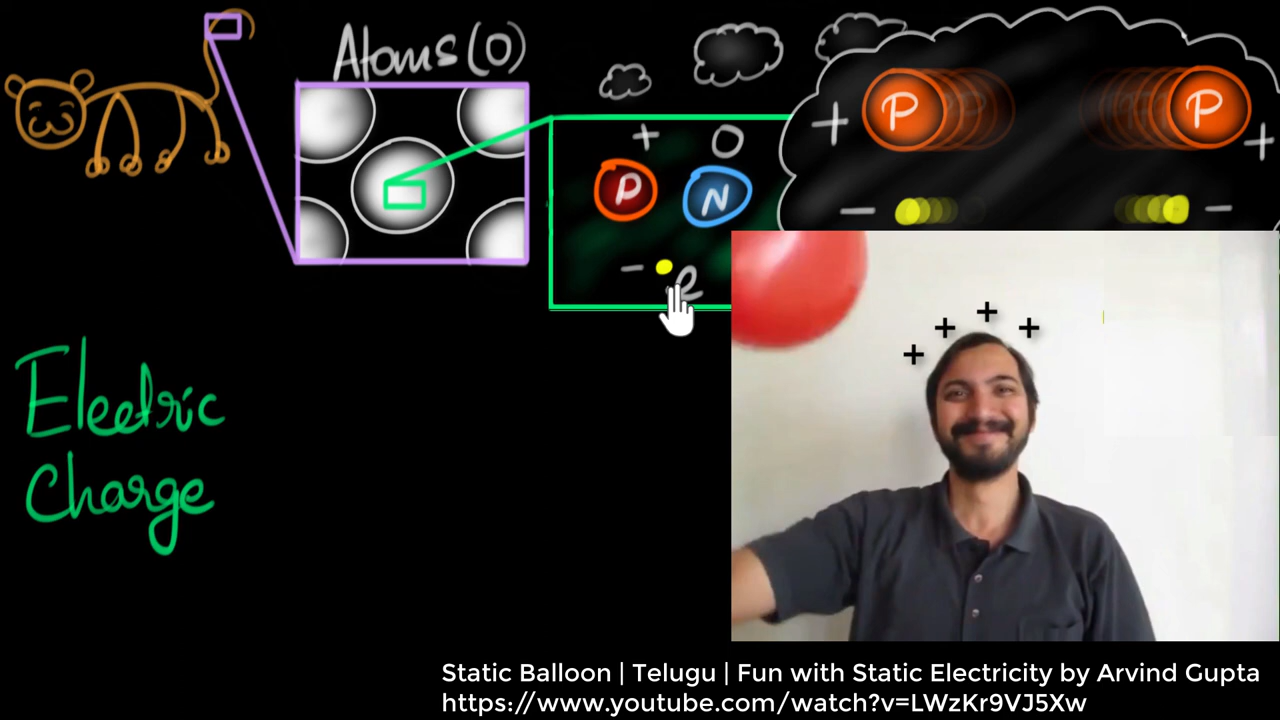 Atoms (0)
+ 0
P N
- e
+ P P +
- -
+ + + +
Electric
Charge
Static Balloon | Telugu | Fun with Static Electricity by Arvind Gupta
https://www.youtube.com/watch?v=LWzKr9VJ5Xw